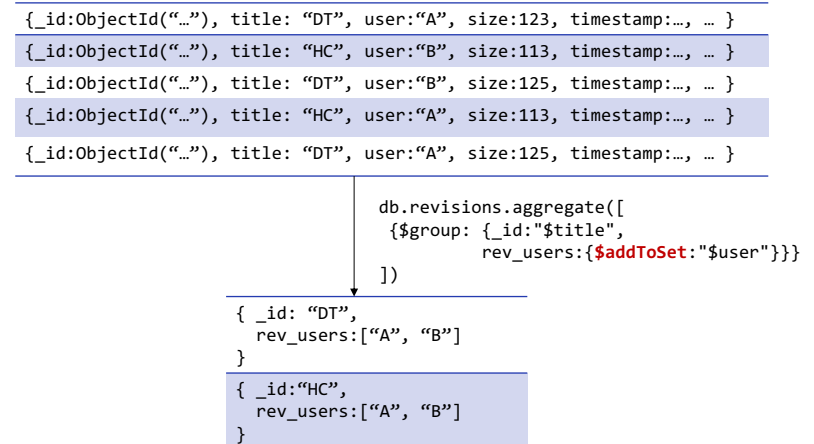 {_id:ObjectId(“…”), title: “DT”, user:“A”, size:123, timestamp:…, … }
{_id:ObjectId(“…”), title: “HC”, user:“B”, size:113, timestamp:…, … }
{_id:ObjectId(“…”), title: “DT”, user:“B”, size:125, timestamp:…, … }
{_id:ObjectId(“…”), title: “HC”, user:“A”, size:113, timestamp:…, … }
{_id:ObjectId(“…”), title: “DT”, user:“A”, size:125, timestamp:…, … }
db.revisions.aggregate([
{$group: {_id:"$title",
rev_users:{$addToSet:"$user"}}}
])
{ _id: “DT”,
rev_users:[“A”, “B”]
}
{ _id:“HC”,
rev_users:[“A”, “B”]
}